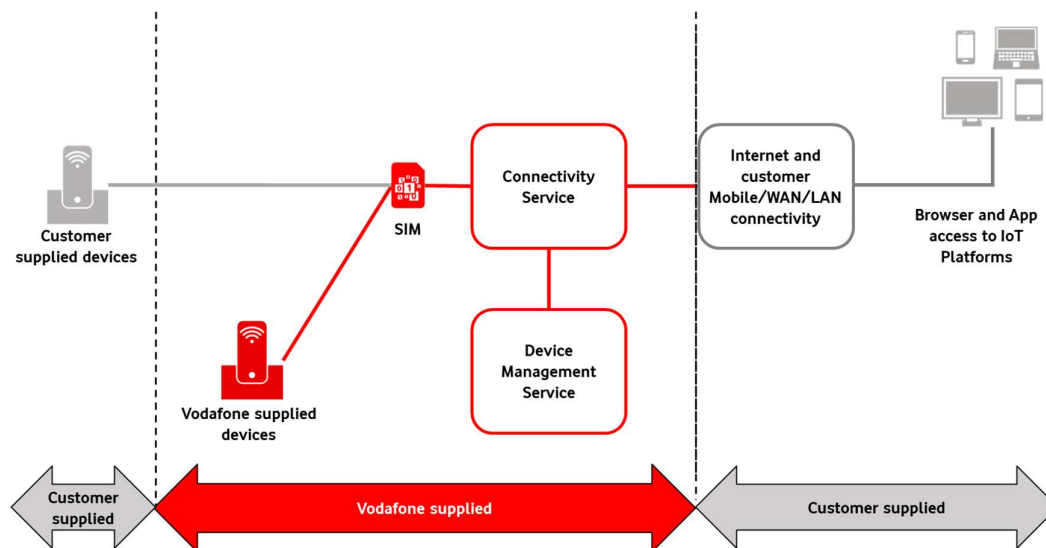 Customer
supplied devices
Vodafone supplied
devices
SIM
Connectivity
Service
Device
Management
Service
Internet and
customer
Mobile/WAN/LAN
connectivity
Browser and App
access to IoT
Platforms
Customer
supplied
Vodafone supplied
Customer supplied